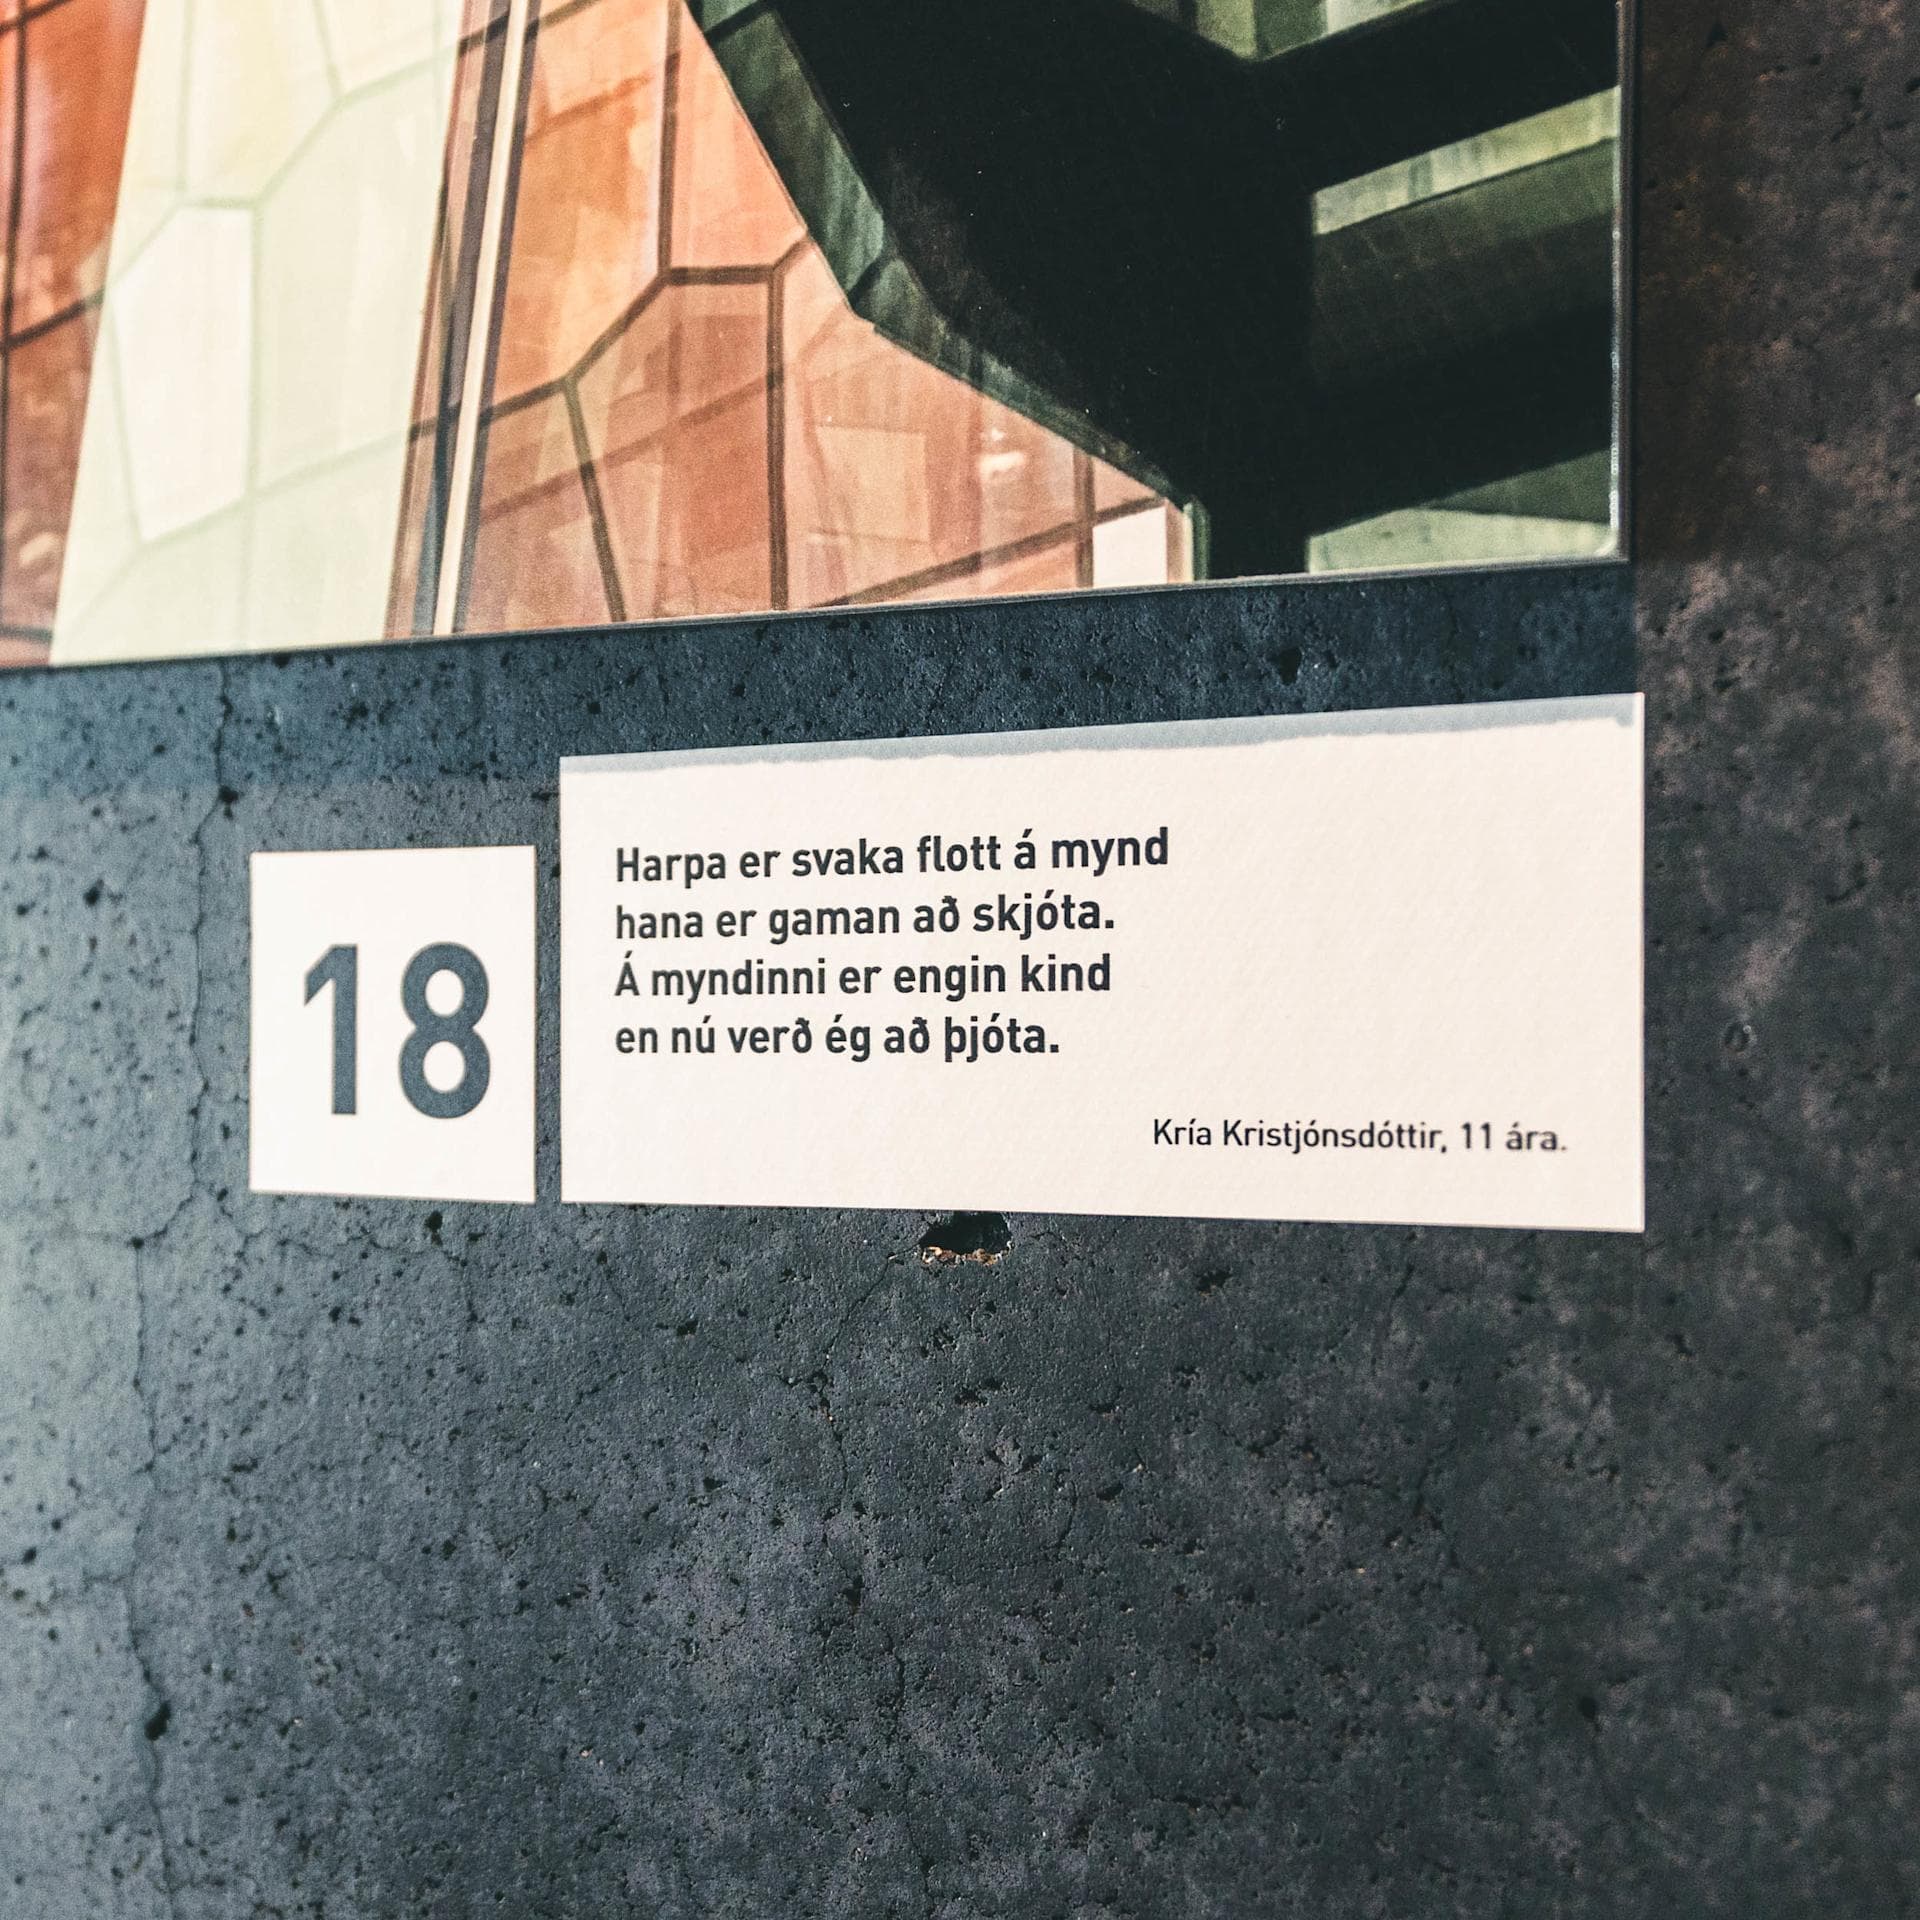 18
Harpa er svaka flott á mynd
hana er gaman að skjóta.
Á myndinni er engin kind
en nú verð ég að þjóta.
Kría Kristjónsdóttir, 11 ára.